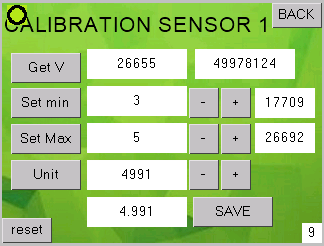 CALIBRATION SENSOR 1 BACK
Get V 26655 49978124
Set min 3 - + 17709
Set Max 5 - + 26692
Unit 4991 - +
4.991 SAVE
reset 9